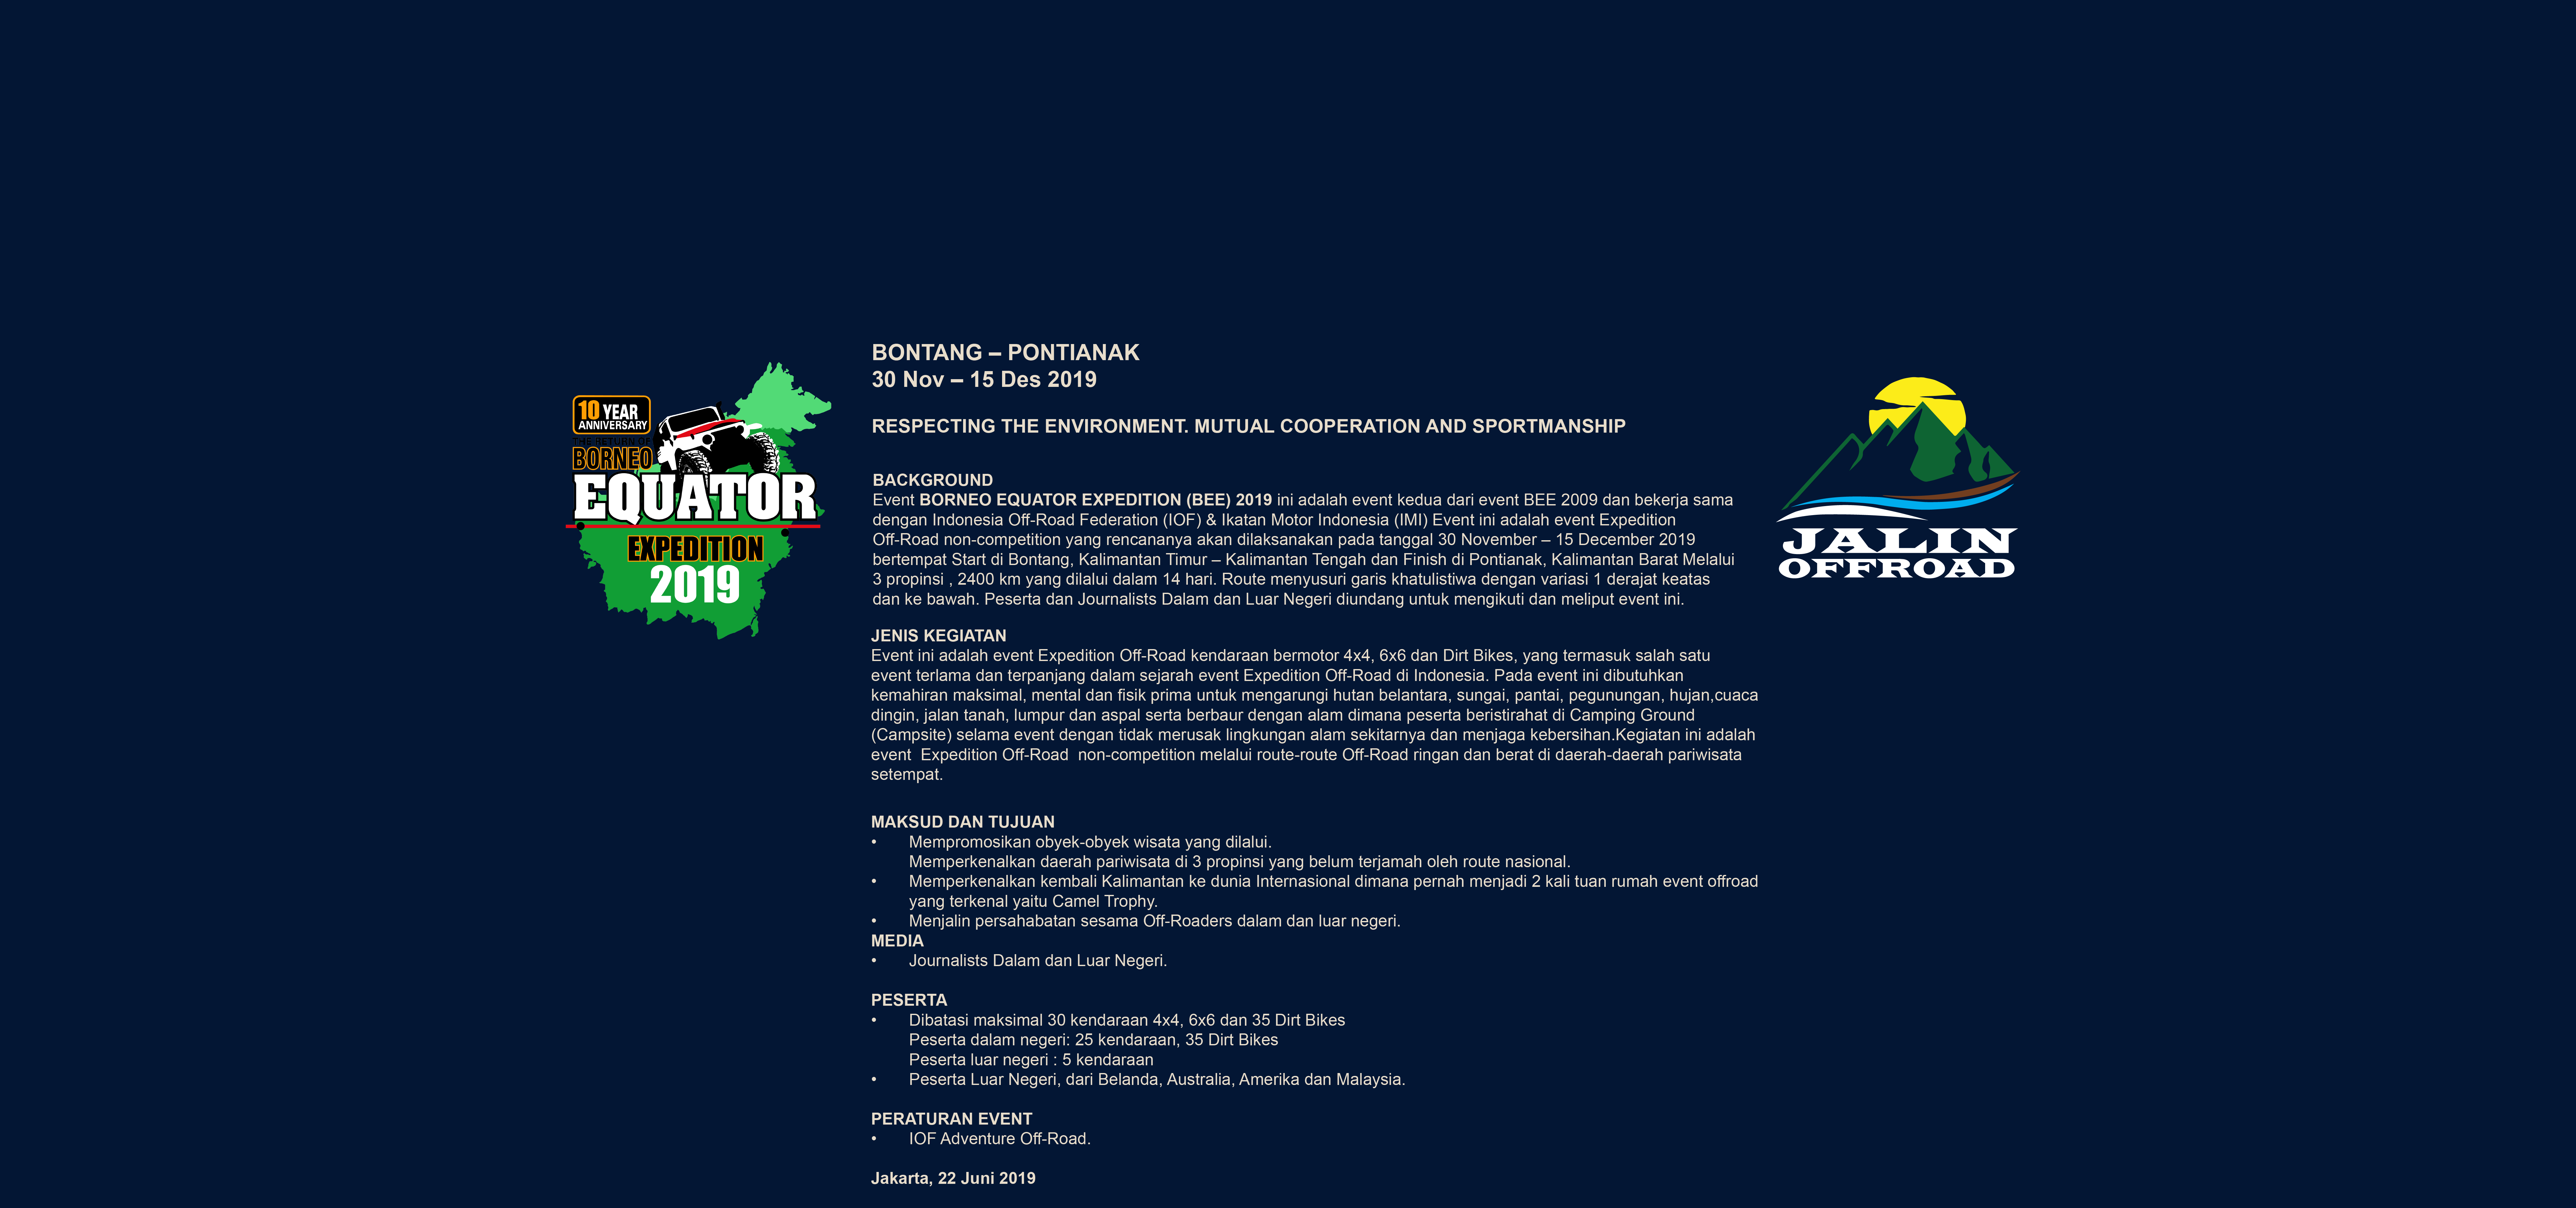 10 YEAR
ANNIVERSARY
THE RETURN OF
BORNEO
EQUATOR
EXPEDITION
2019
BONTANG – PONTIANAK
30 Nov – 15 Des 2019
RESPECTING THE ENVIRONMENT. MUTUAL COOPERATION AND SPORTMANSHIP
BACKGROUND
Event BORNEO EQUATOR EXPEDITION (BEE) 2019 ini adalah event kedua dari event BEE 2009 dan bekerja sama
dengan Indonesia Off-Road Federation (IOF) & Ikatan Motor Indonesia (IMI) Event ini adalah event Expedition
Off-Road non-competition yang rencananya akan dilaksanakan pada tanggal 30 November – 15 December 2019
bertempat Start di Bontang, Kalimantan Timur – Kalimantan Tengah dan Finish di Pontianak, Kalimantan Barat Melalui
3 propinsi , 2400 km yang dilalui dalam 14 hari. Route menyusuri garis khatulistiwa dengan variasi 1 derajat keatas
dan ke bawah. Peserta dan Journalists Dalam dan Luar Negeri diundang untuk mengikuti dan meliput event ini.
JENIS KEGIATAN
Event ini adalah event Expedition Off-Road kendaraan bermotor 4x4, 6x6 dan Dirt Bikes, yang termasuk salah satu
event terlama dan terpanjang dalam sejarah event Expedition Off-Road di Indonesia. Pada event ini dibutuhkan
kemahiran maksimal, mental dan fisik prima untuk mengarungi hutan belantara, sungai, pantai, pegunungan, hujan,cuaca
dingin, jalan tanah, lumpur dan aspal serta berbaur dengan alam dimana peserta beristirahat di Camping Ground
(Campsite) selama event dengan tidak merusak lingkungan alam sekitarnya dan menjaga kebersihan.Kegiatan ini adalah
event  Expedition Off-Road  non-competition melalui route-route Off-Road ringan dan berat di daerah-daerah pariwisata
setempat.
MAKSUD DAN TUJUAN
• Mempromosikan obyek-obyek wisata yang dilalui.
Memperkenalkan daerah pariwisata di 3 propinsi yang belum terjamah oleh route nasional.
• Memperkenalkan kembali Kalimantan ke dunia Internasional dimana pernah menjadi 2 kali tuan rumah event offroad
yang terkenal yaitu Camel Trophy.
• Menjalin persahabatan sesama Off-Roaders dalam dan luar negeri.
MEDIA
• Journalists Dalam dan Luar Negeri.
PESERTA
• Dibatasi maksimal 30 kendaraan 4x4, 6x6 dan 35 Dirt Bikes
Peserta dalam negeri: 25 kendaraan, 35 Dirt Bikes
Peserta luar negeri : 5 kendaraan
• Peserta Luar Negeri, dari Belanda, Australia, Amerika dan Malaysia.
PERATURAN EVENT
• IOF Adventure Off-Road.
Jakarta, 22 Juni 2019
JALIN
OFFROAD